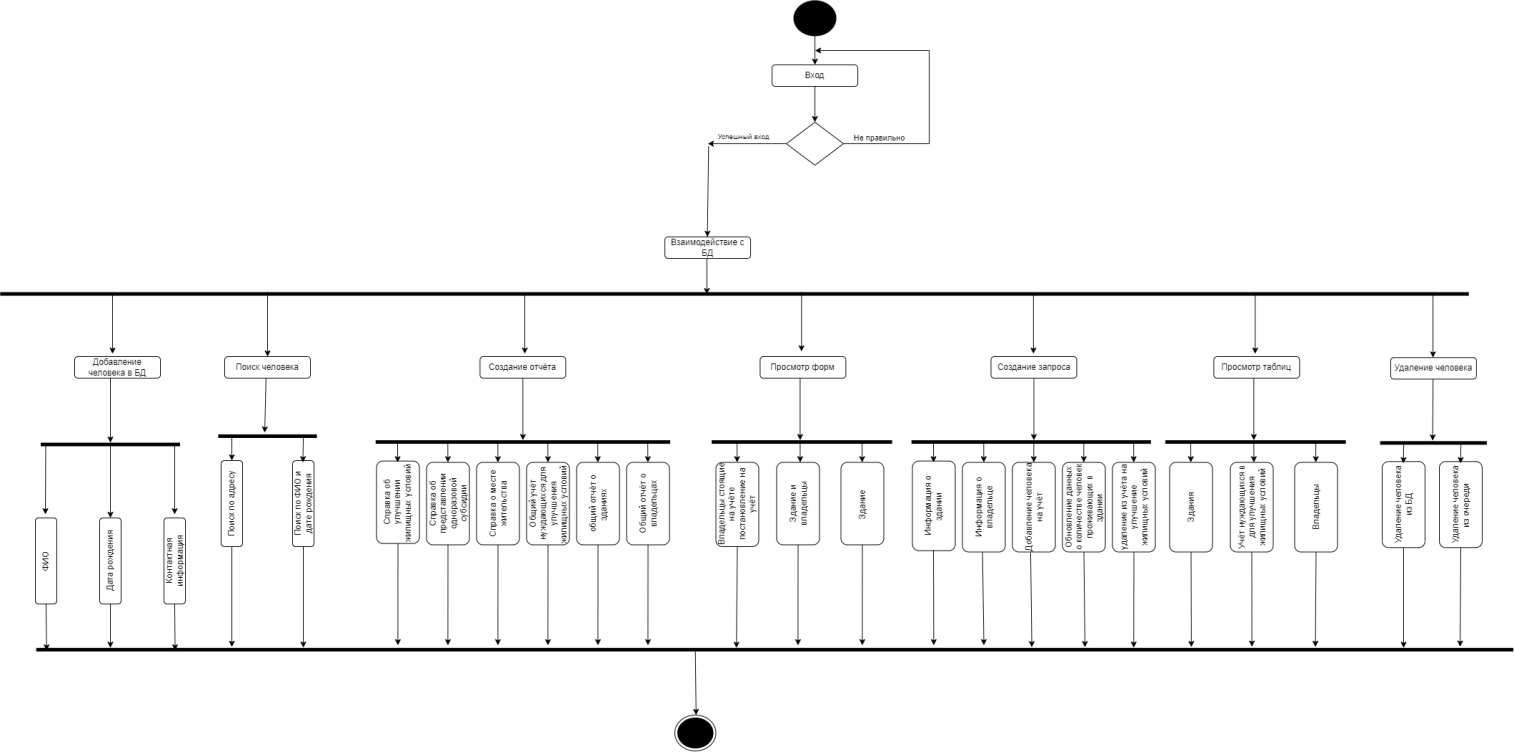 Вход
Успешный вход
Не правильно
Взаимодействие с
БД
Добавление
человека в БД
Поиск человека
Создание отчёта
Просмотр форм
Создание запроса
Просмотр таблиц
Удаление человека
ФИО
Дата рождения
Контактная
информация
Поиск по адресу
Поиск по ФИО и
дате рождения
Справка об
улучшении
жилищных условий
Справка об
представлении
одноразовой
субсидии
Справка о месте
жительства
Общий учёт
нуждающихся для
улучшения
жилищных условий
общий отчёт о
зданиях
Общий отчёт о
владельцах
Владельцы стоящие
на учёте
постановление на
учёт
Здание и
владельцы
Здание
Информация о
здании
Информация о
владельце
Добавление человека
на учёт
Обновление данных
о количестве человек
проживающих в
здании
удаление из учёта на
улучшение
жилищных условий
Здания
Учёт нуждающихся в
для улучшения
жилищных условий
Владельцы
Удаление человека
из БД
Удаление человека
из очереди